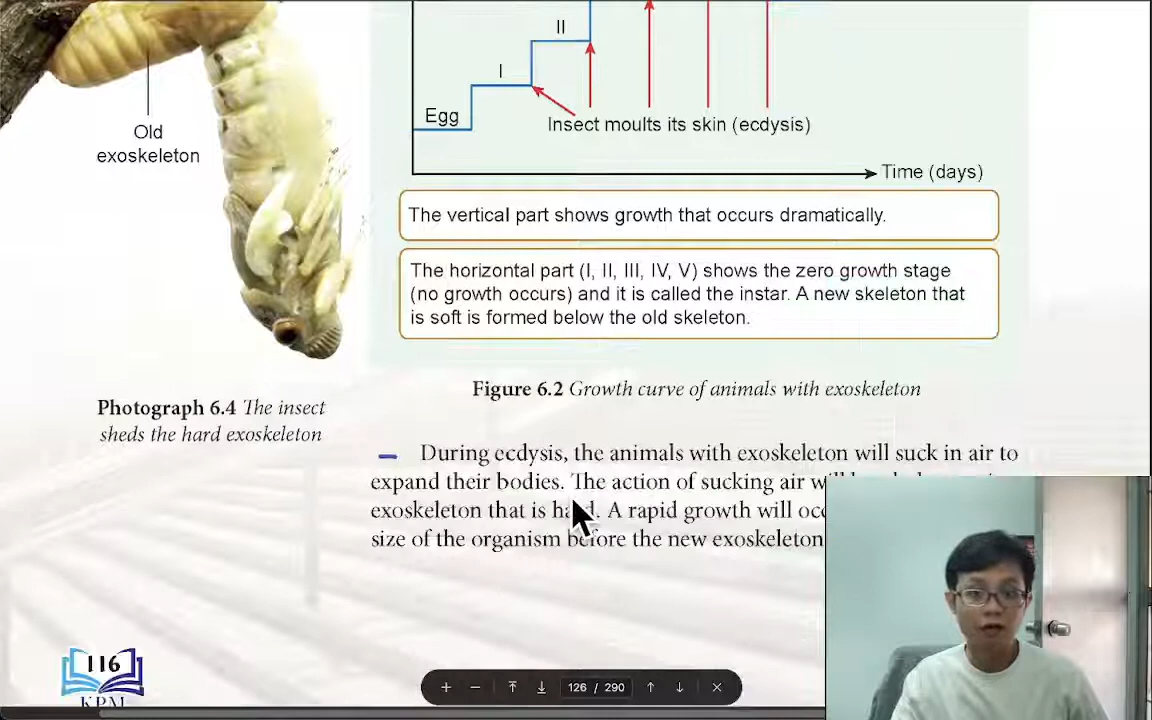 II
I
Egg
Insect moults its skin (ecdysis)
Old
exoskeleton
Time (days)
The vertical part shows growth that occurs dramatically.
The horizontal part (I, II, III, IV, V) shows the zero growth stage
(no growth occurs) and it is called the instar. A new skeleton that
is soft is formed below the old skeleton.
Figure 6.2 Growth curve of animals with exoskeleton
Photograph 6.4 The insect
sheds the hard exoskeleton
During ecdysis, the animals with exoskeleton will suck in air to
expand their bodies. The action of sucking air
exoskeleton that is hard. A rapid growth will
size of the organism before the new exoskeleton
116
KPM
126 / 290